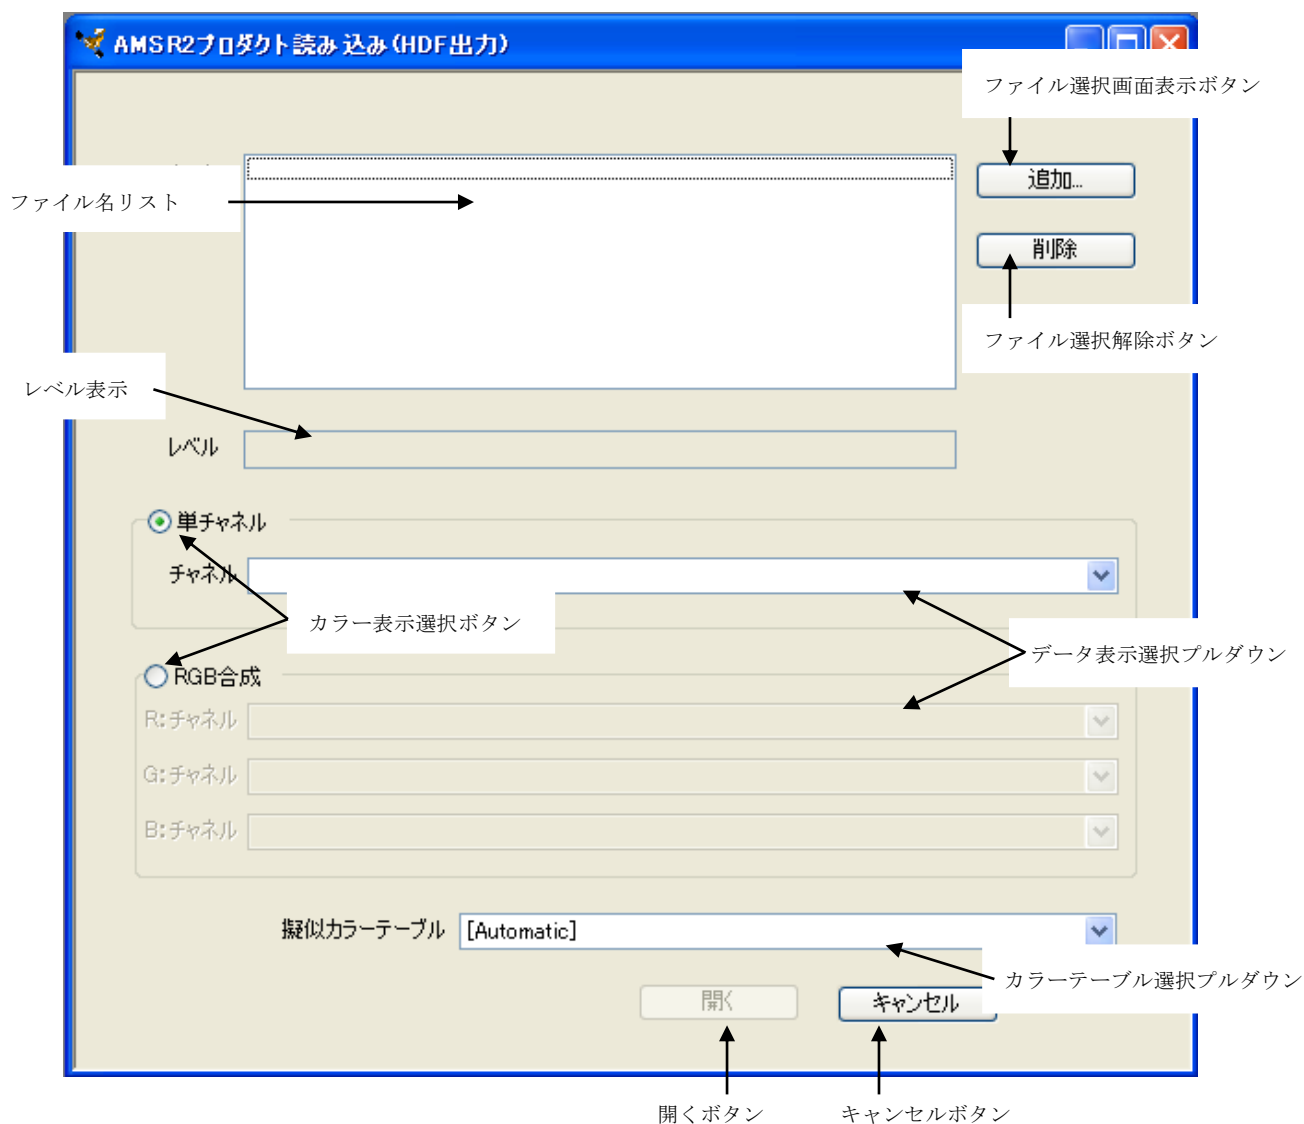 AMSR2プロダクト読み込み(HDF出力)
ファイル選択画面表示ボタン
追加...
ファイル名リスト
削除
ファイル選択解除ボタン
レベル表示
レベル
単チャネル
チャネル
カラー表示選択ボタン
データ表示選択プルダウン
RGB合成
R:チャネル
G:チャネル
B:チャネル
擬似カラーテーブル [Automatic]
カラーテーブル選択プルダウン
開く
キャンセル
開くボタン
キャンセルボタン